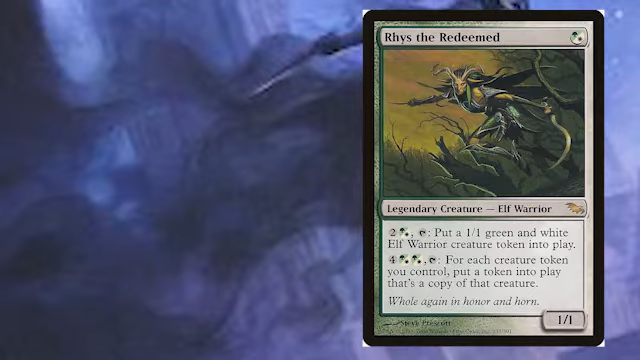 Rhys the Redeemed
Legendary Creature — Elf Warrior
2 , : Put a 1/1 green and white
Elf Warrior creature token into play.
4 , : For each creature token
you control, put a token into play
that's a copy of that creature.
Whole again in honor and horn.
Steve Prescott
1/1